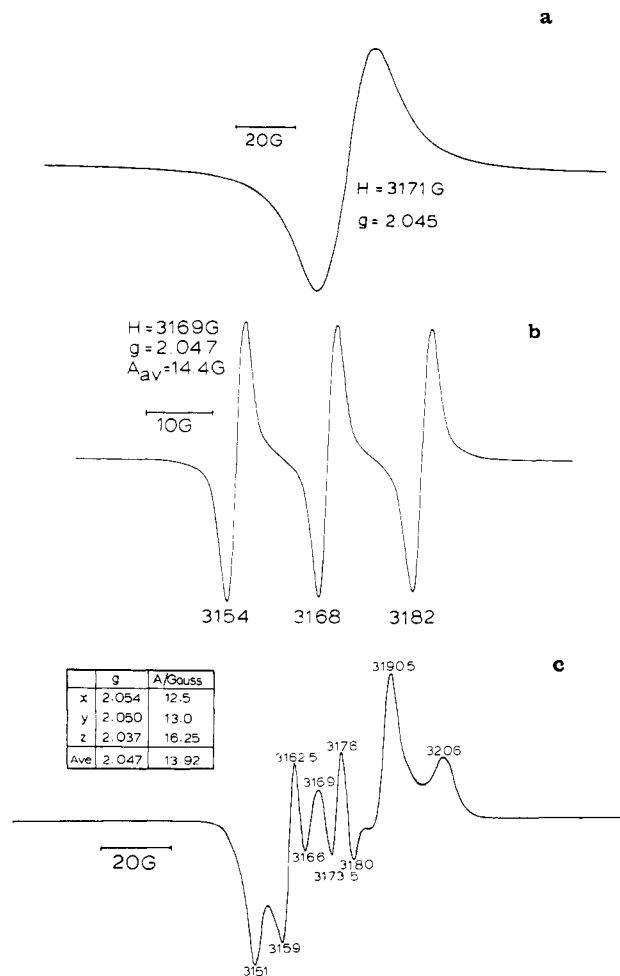 a
20G
H = 3171 G
g = 2.045
b
H = 3169G
g = 2.047
Aav = 14.4G
10G
3154 3168 3182
c
g A/Gauss
x 2.054 12.5
y 2.050 13.0
z 2.037 16.25
Ave 2.047 13.92
3190.5
3162.5 3176
3169
3206
20G
3166 3180
3173.5
3159
3151